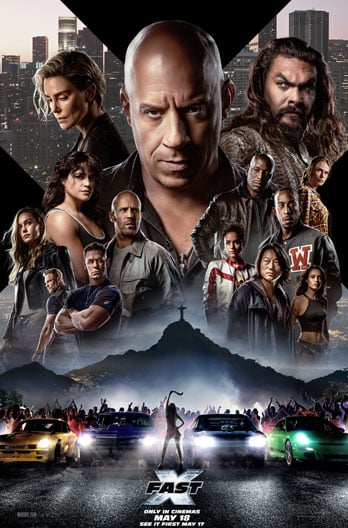 W
FAST X
ONLY IN CINEMAS
MAY 18
SEE IT FIRST MAY 17